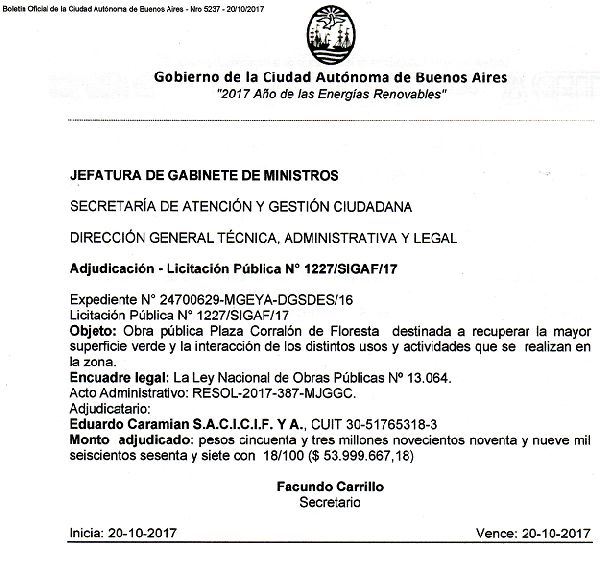 Boletín Oficial de la Ciudad Autónoma de Buenos Aires - Nro 5237 - 20/10/2017
Gobierno de la Ciudad Autónoma de Buenos Aires
"2017 Año de las Energías Renovables"
JEFATURA DE GABINETE DE MINISTROS
SECRETARÍA DE ATENCIÓN Y GESTIÓN CIUDADANA
DIRECCIÓN GENERAL TÉCNICA, ADMINISTRATIVA Y LEGAL
Adjudicación - Licitación Pública N° 1227/SIGAF/17
Expediente N° 24700629-MGEYA-DGSDES/16
Licitación Pública N° 1227/SIGAF/17
Objeto: Obra pública Plaza Corralón de Floresta destinada a recuperar la mayor
superficie verde y la interacción de los distintos usos y actividades que se realizan en
la zona.
Encuadre legal: La Ley Nacional de Obras Públicas Nº 13.064.
Acto Administrativo: RESOL-2017-387-MJGGC.
Adjudicatario:
Eduardo Caramian S.A.C.I.C.I.F. Y A., CUIT 30-51765318-3
Monto adjudicado: pesos cincuenta y tres millones novecientos noventa y nueve mil
seiscientos sesenta y siete con 18/100 ($ 53.999.667,18)
Facundo Carrillo
Secretario
Inicia: 20-10-2017 Vence: 20-10-2017